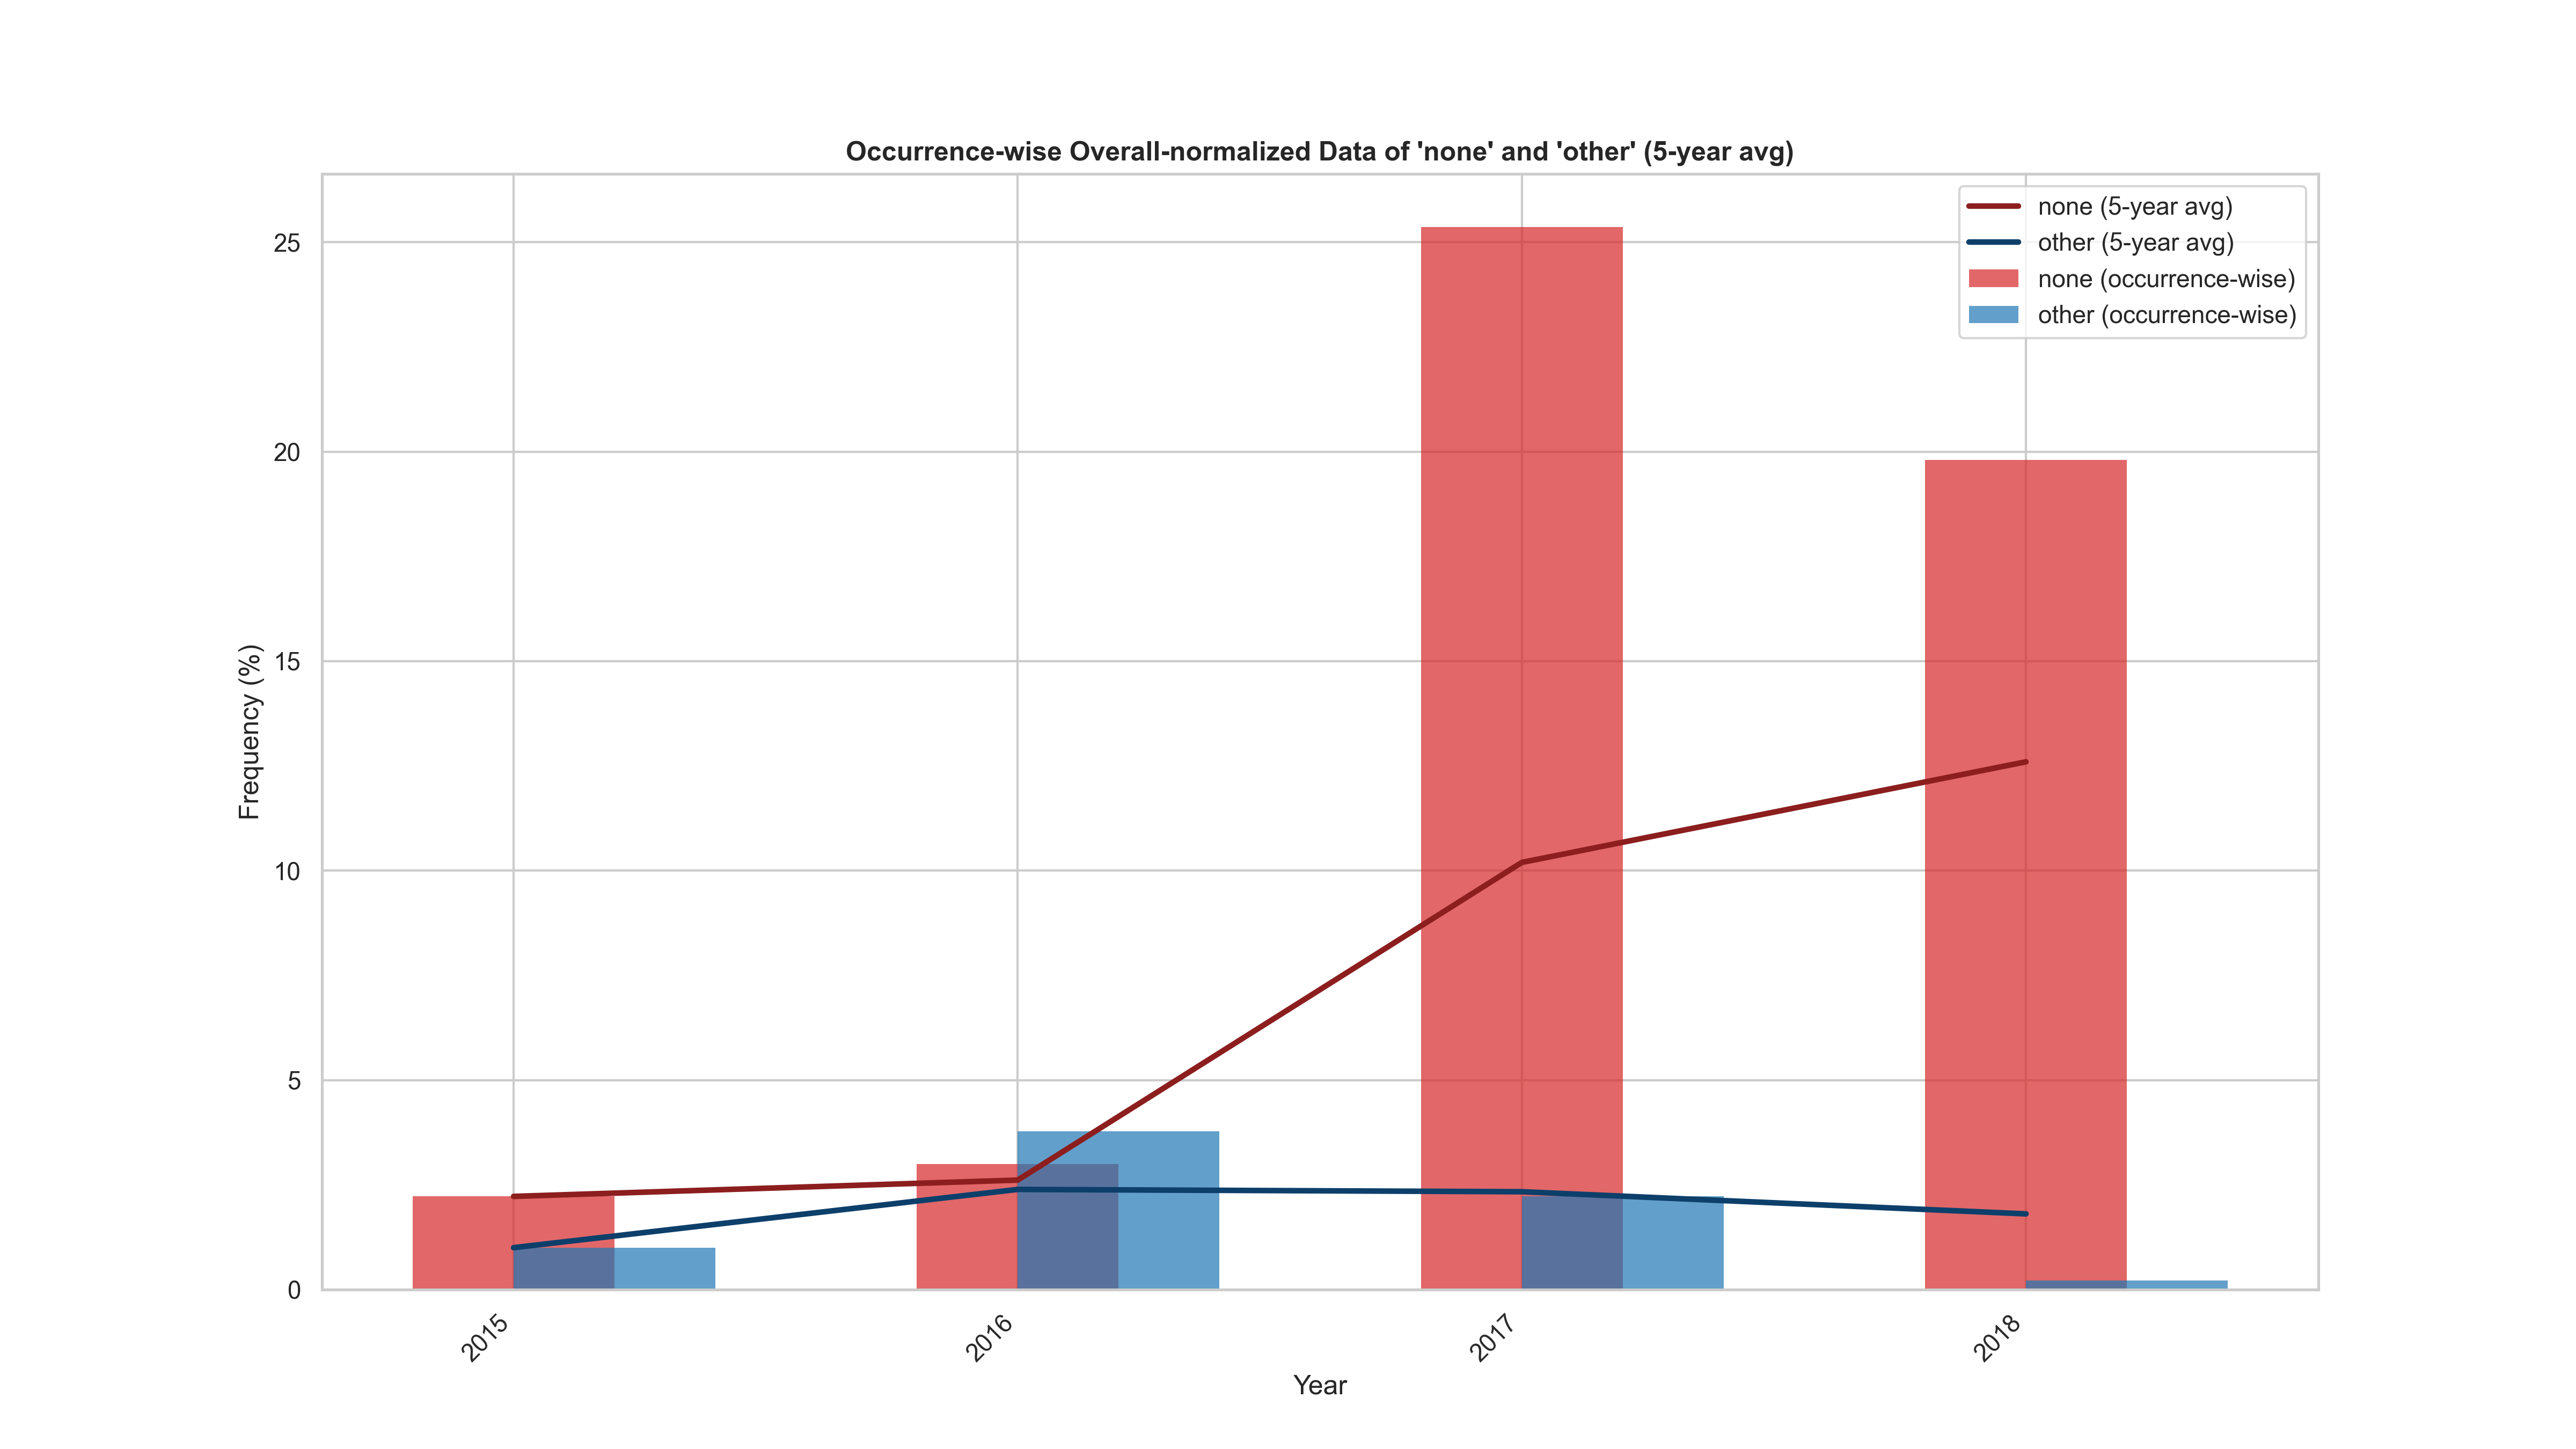 Occurrence-wise Overall-normalized Data of 'none' and 'other' (5-year avg)
none (5-year avg)
other (5-year avg)
none (occurrence-wise)
other (occurrence-wise)
Frequency (%)
25
20
15
10
5
0
2015
2016
2017
2018
Year